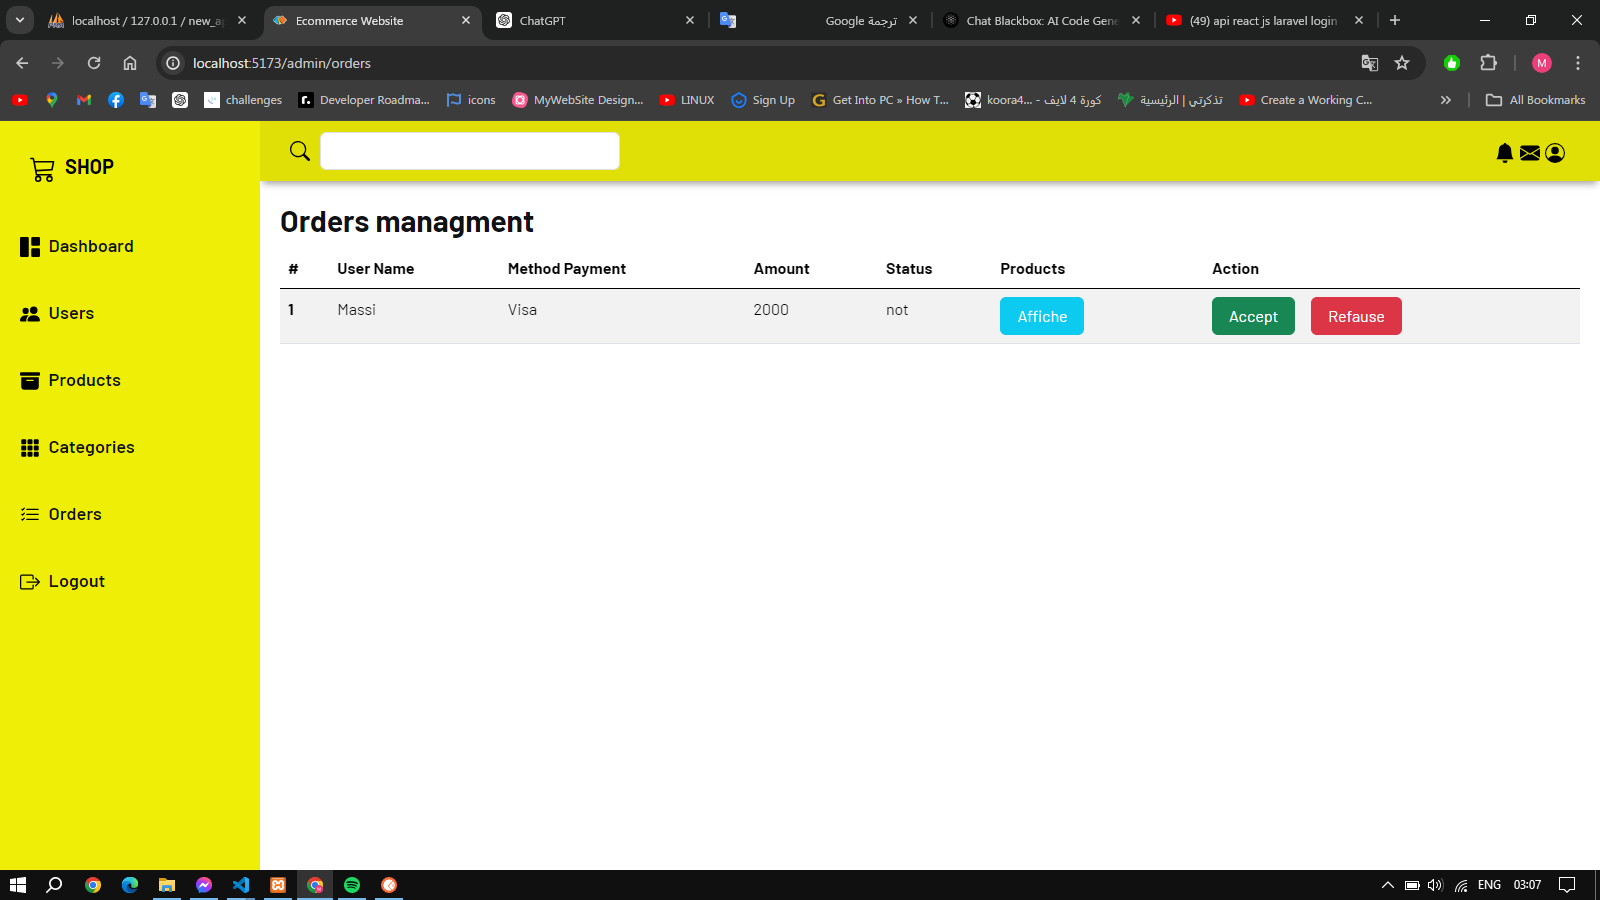 localhost / 127.0.0.1 / new_a
Ecommerce Website
ChatGPT
ترجمة Google
Chat Blackbox: AI Code Gene
(49) api react js laravel login
localhost:5173/admin/orders
M
challenges
Developer Roadma...
icons
MyWebSite Design...
LINUX
Sign Up
Get Into PC » How T...
كورة 4 لايف - koora4...
تذكرتي | الرئيسية
Create a Working C...
All Bookmarks
SHOP
Dashboard
Users
Products
Categories
Orders
Logout
Orders managment
# User Name Method Payment Amount Status Products Action
1 Massi Visa 2000 not Affiche Accept Refause
ENG 03:07